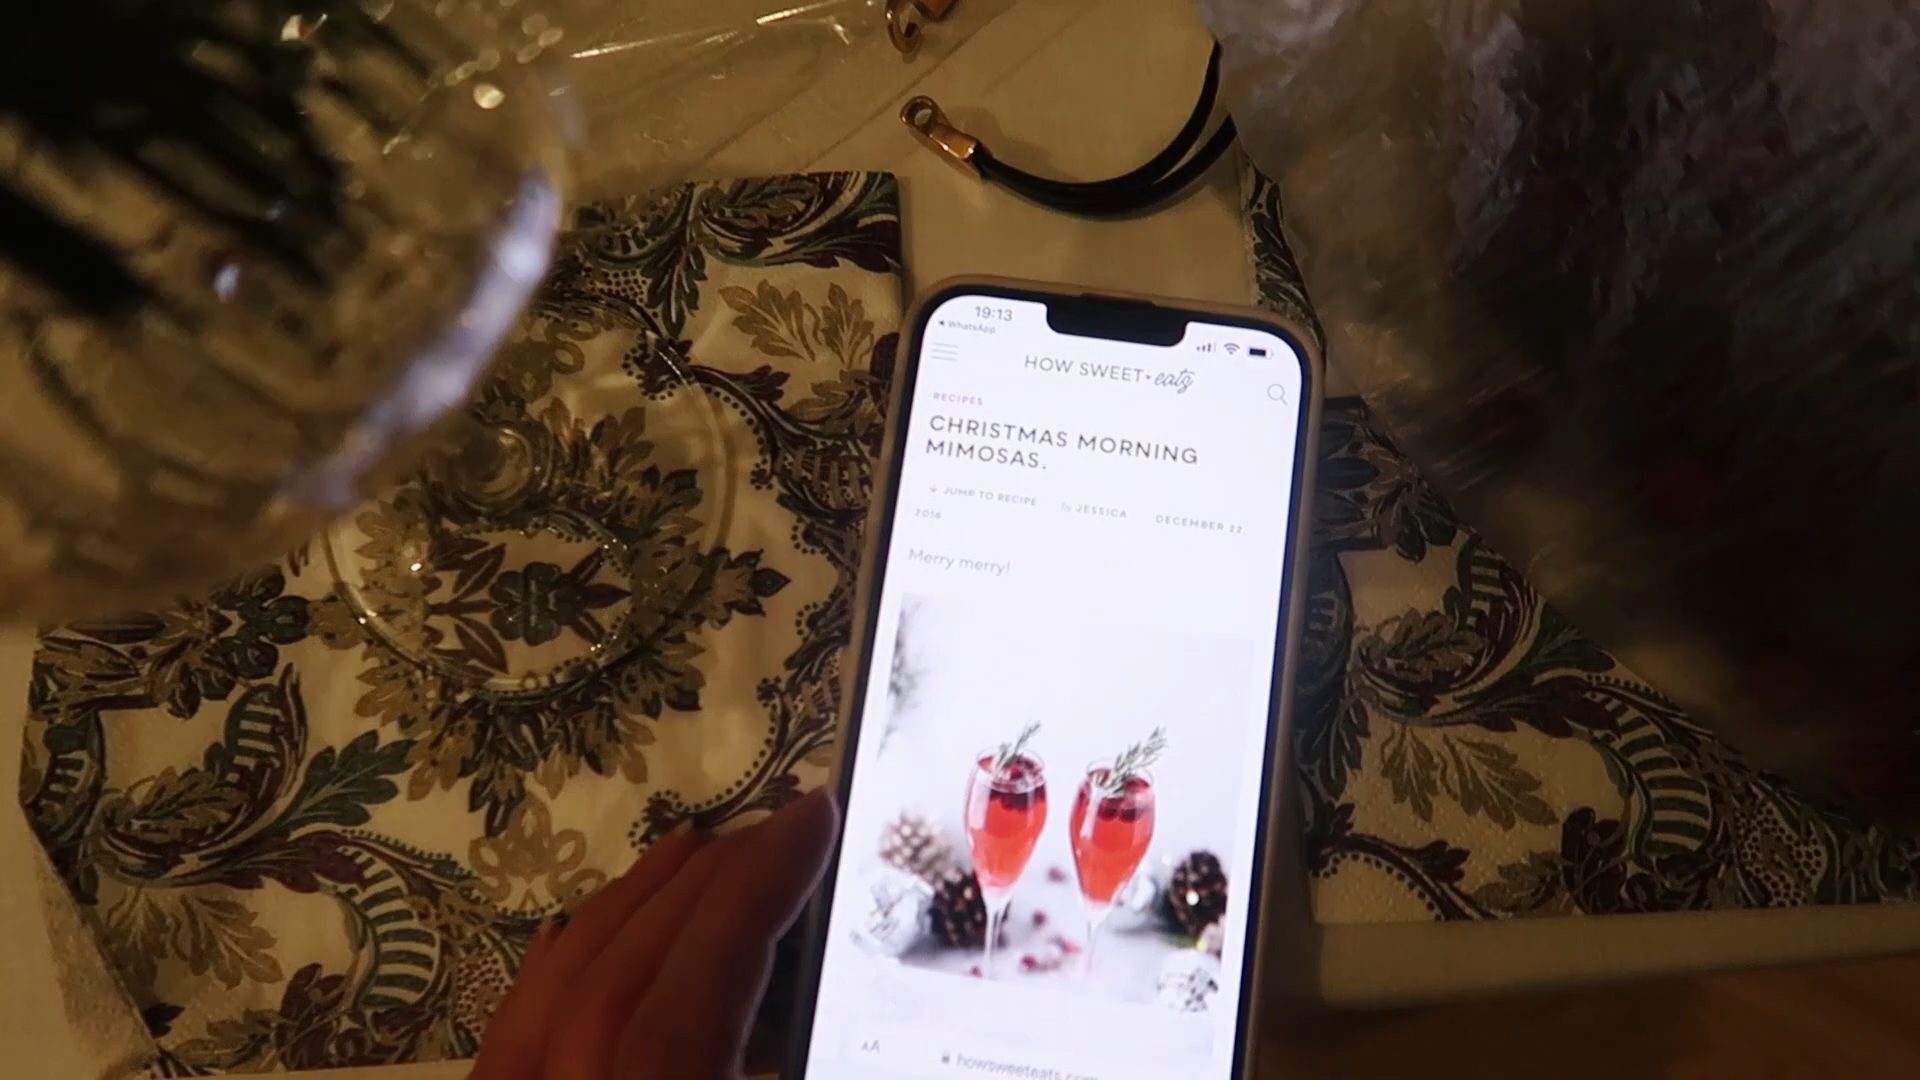 19:13
◀ WhatsApp
HOW SWEET eats
RECIPES
CHRISTMAS MORNING
MIMOSAS.
↓ JUMP TO RECIPE by JESSICA DECEMBER 22,
2018
Merry merry!
AA howsweeteats.com